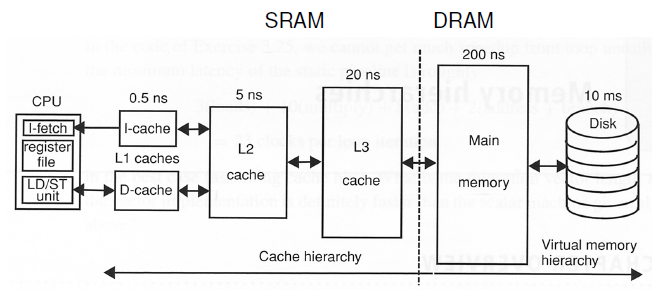 SRAM DRAM
200 ns
20 ns
CPU 0.5 ns 5 ns 10 ms
I-fetch I-cache Disk
register
file
L1 caches
L2
cache
L3
cache
Main
memory
LD/ST
unit
D-cache
Cache hierarchy
Virtual memory
hierarchy
Memory hierarchies